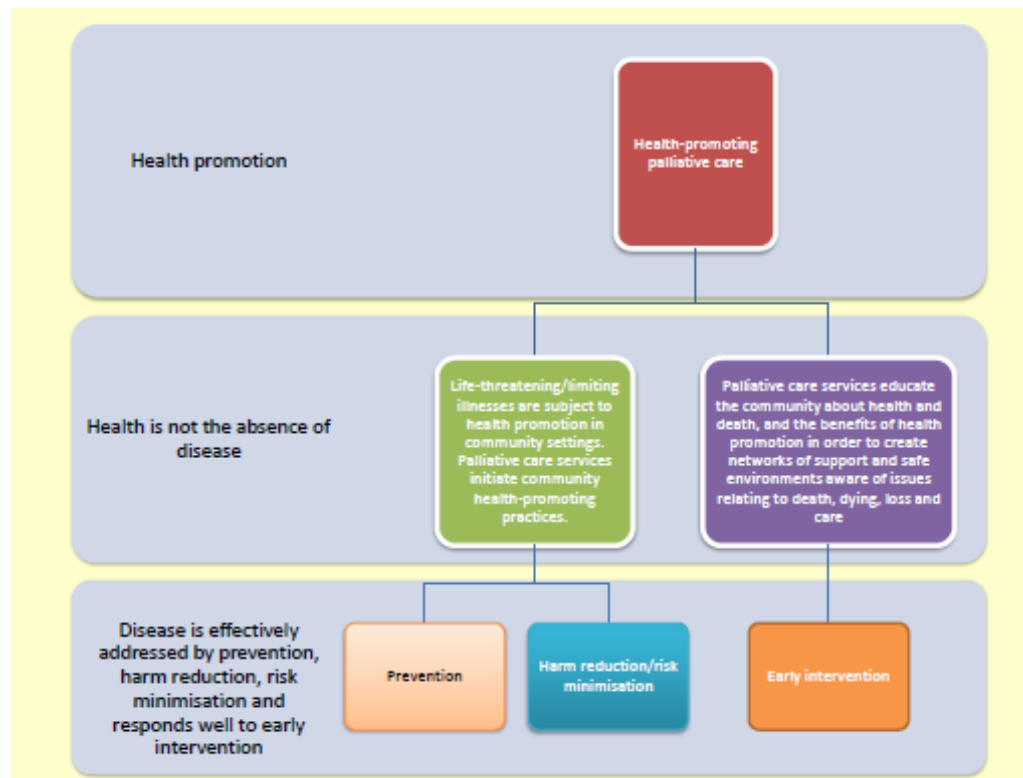 Health promotion
Health-promoting
palliative care
Health is not the absence of
disease
Life-threatening/limiting
illnesses are subject to
health promotion in
community settings.
Palliative care services
initiate community
health-promoting
practices.
Palliative care services educate
the community about health and
death, and the benefits of health
promotion in order to create
networks of support and safe
environments aware of issues
relating to death, dying, loss and
care
Disease is effectively
addressed by prevention,
harm reduction, risk
minimisation and
responds well to early
intervention
Prevention
Harm reduction/risk
minimisation
Early intervention